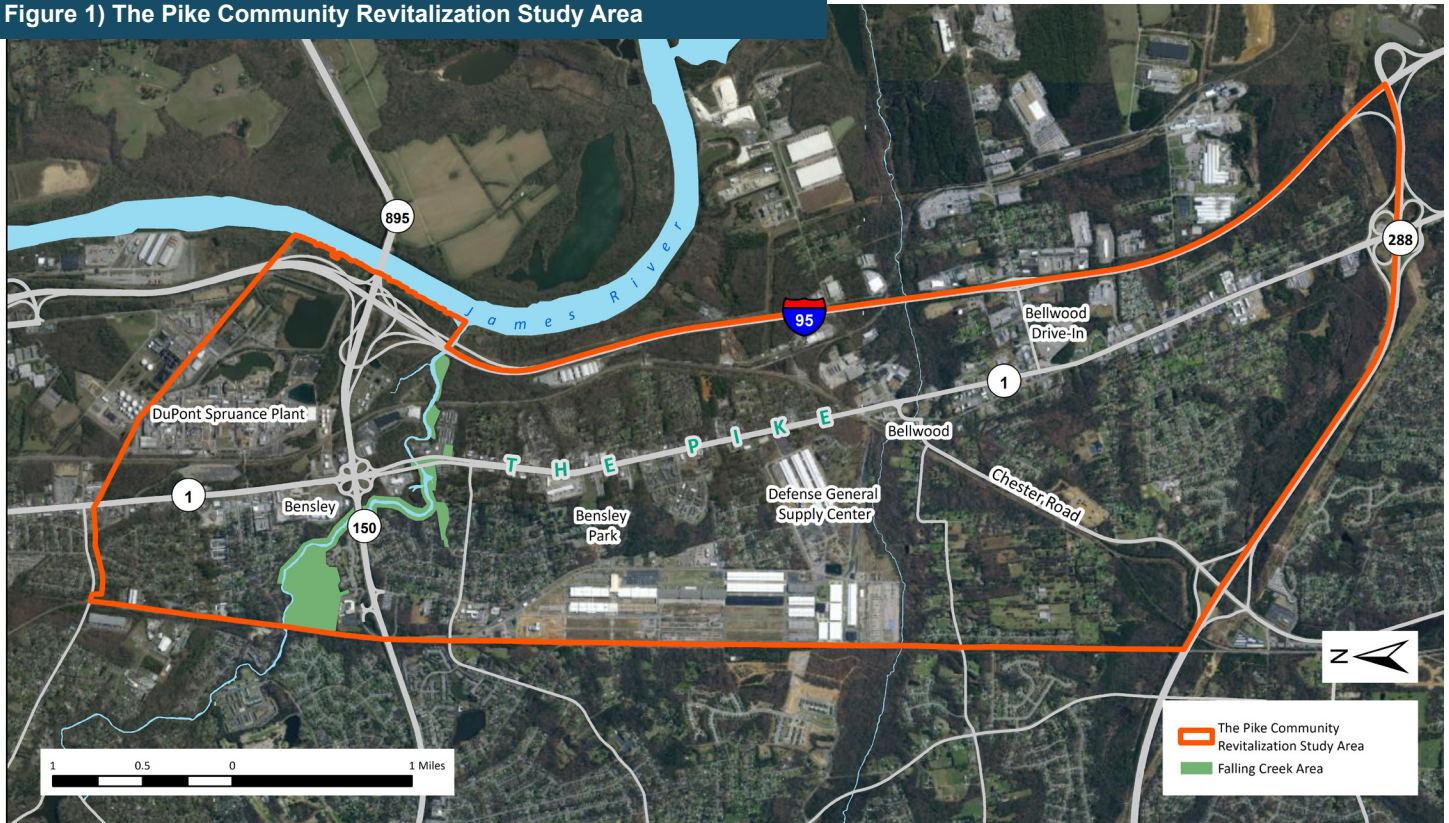 Figure 1) The Pike Community Revitalization Study Area
895
James River
95
288
Bellwood
Drive-In
1
DuPont Spruance Plant
THE PIKE
Bellwood
1
Bensley
150
Bensley
Park
Defense General
Supply Center
Chester Road
N
1 0.5 0 1 Miles
The Pike Community
Revitalization Study Area
Falling Creek Area